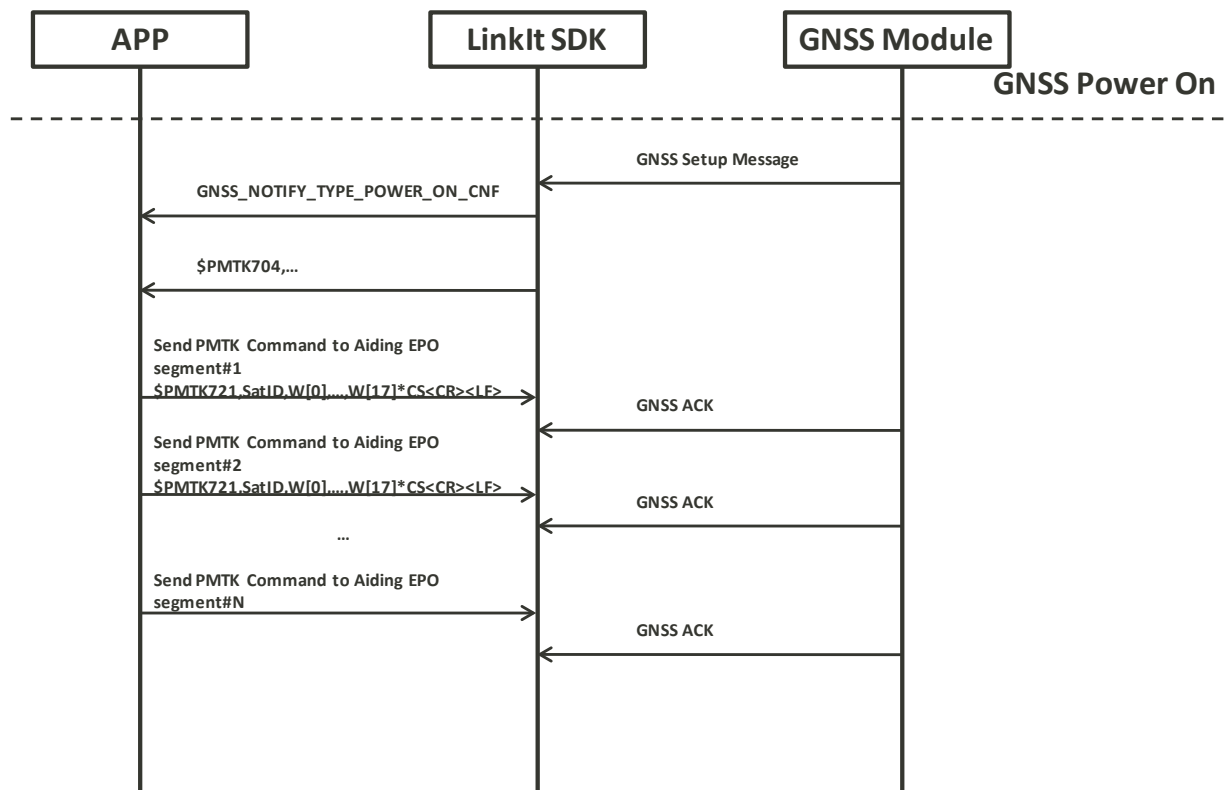 APP
LinkIt SDK
GNSS Module
GNSS Power On
GNSS Setup Message
GNSS_NOTIFY_TYPE_POWER_ON_CNF
$PMTK704,…
Send PMTK Command to Aiding EPO
segment#1
$PMTK721,SatID,W[0],…,W[17]*CS<CR><LF>
GNSS ACK
Send PMTK Command to Aiding EPO
segment#2
$PMTK721,SatID,W[0],…,W[17]*CS<CR><LF>
GNSS ACK
…
Send PMTK Command to Aiding EPO
segment#N
GNSS ACK